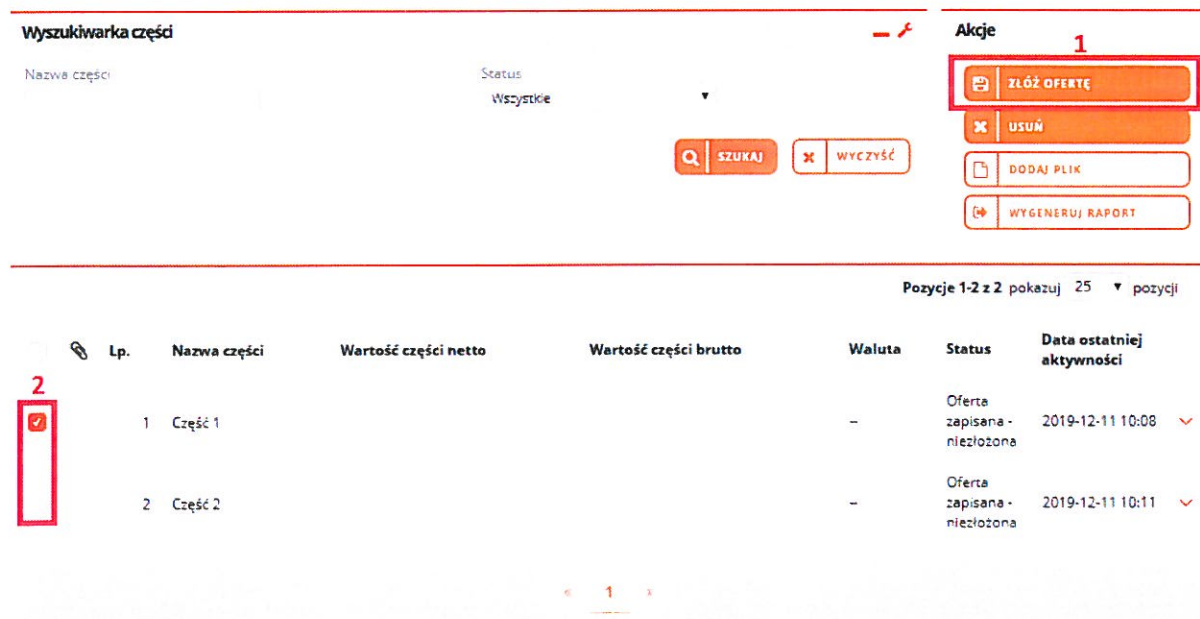 Wyszukiwarka części
Akcje
1
Nazwa części
Status
Wszystkie
ZŁÓŻ OFERTĘ
USUŃ
SZUKAJ
WYCZYŚĆ
DODAJ PLIK
WYGENERUJ RAPORT
Pozycje 1-2 z 2 pokazuj 25 pozycji
Lp. Nazwa części Wartość części netto Wartość części brutto Waluta Status Data ostatniej
aktywności
2
Oferta
1 Część 1 – zapisana - 2019-12-11 10:08
niezłożona
Oferta
2 Część 2 – zapisana - 2019-12-11 10:11
niezłożona
« 1 »